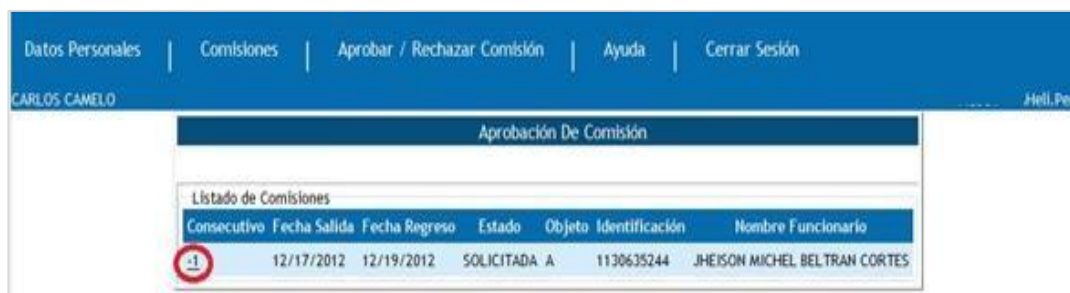 Datos Personales | Comisiones | Aprobar / Rechazar Comisión | Ayuda | Cerrar Sesión
CARLOS CAMELO
Aprobación De Comisión
Listado de Comisiones
Consecutivo Fecha Salida Fecha Regreso Estado Objeto Identificación Nombre Funcionario
-1 12/17/2012 12/19/2012 SOLICITADA A 1130635244 JHEISON MICHEL BELTRAN CORTES